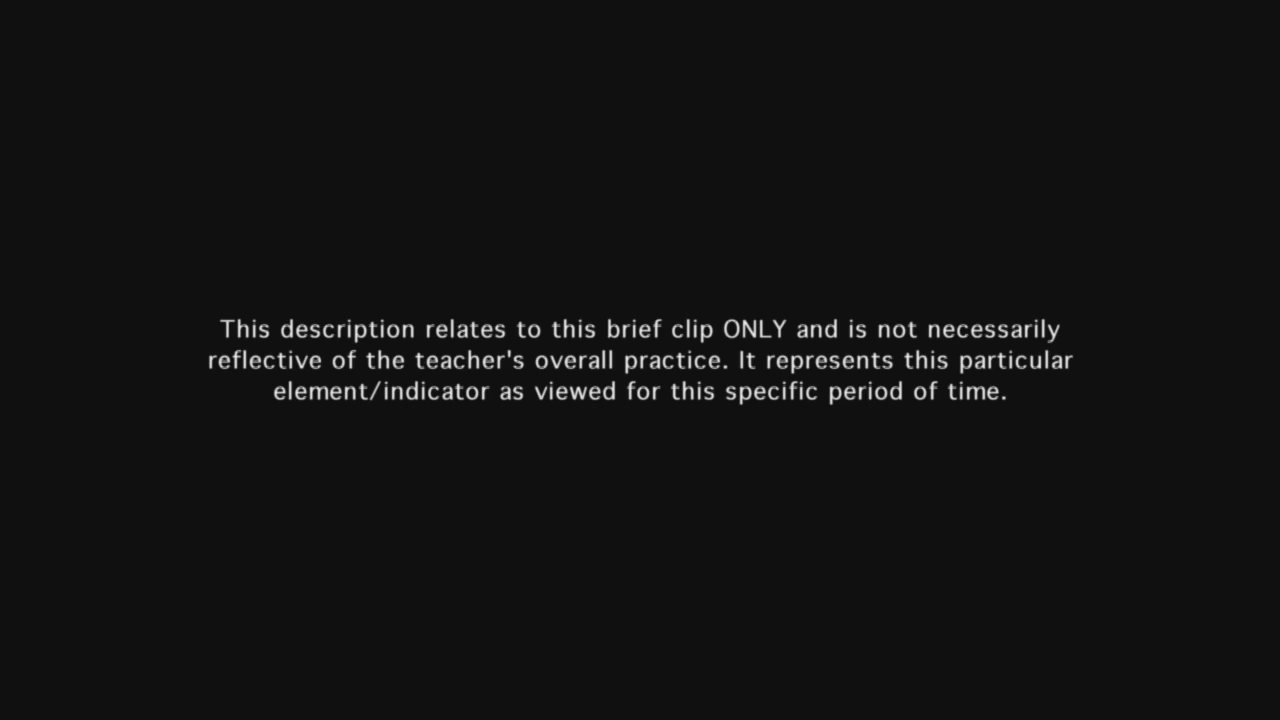 This description relates to this brief clip ONLY and is not necessarily
reflective of the teacher's overall practice. It represents this particular
element/indicator as viewed for this specific period of time.